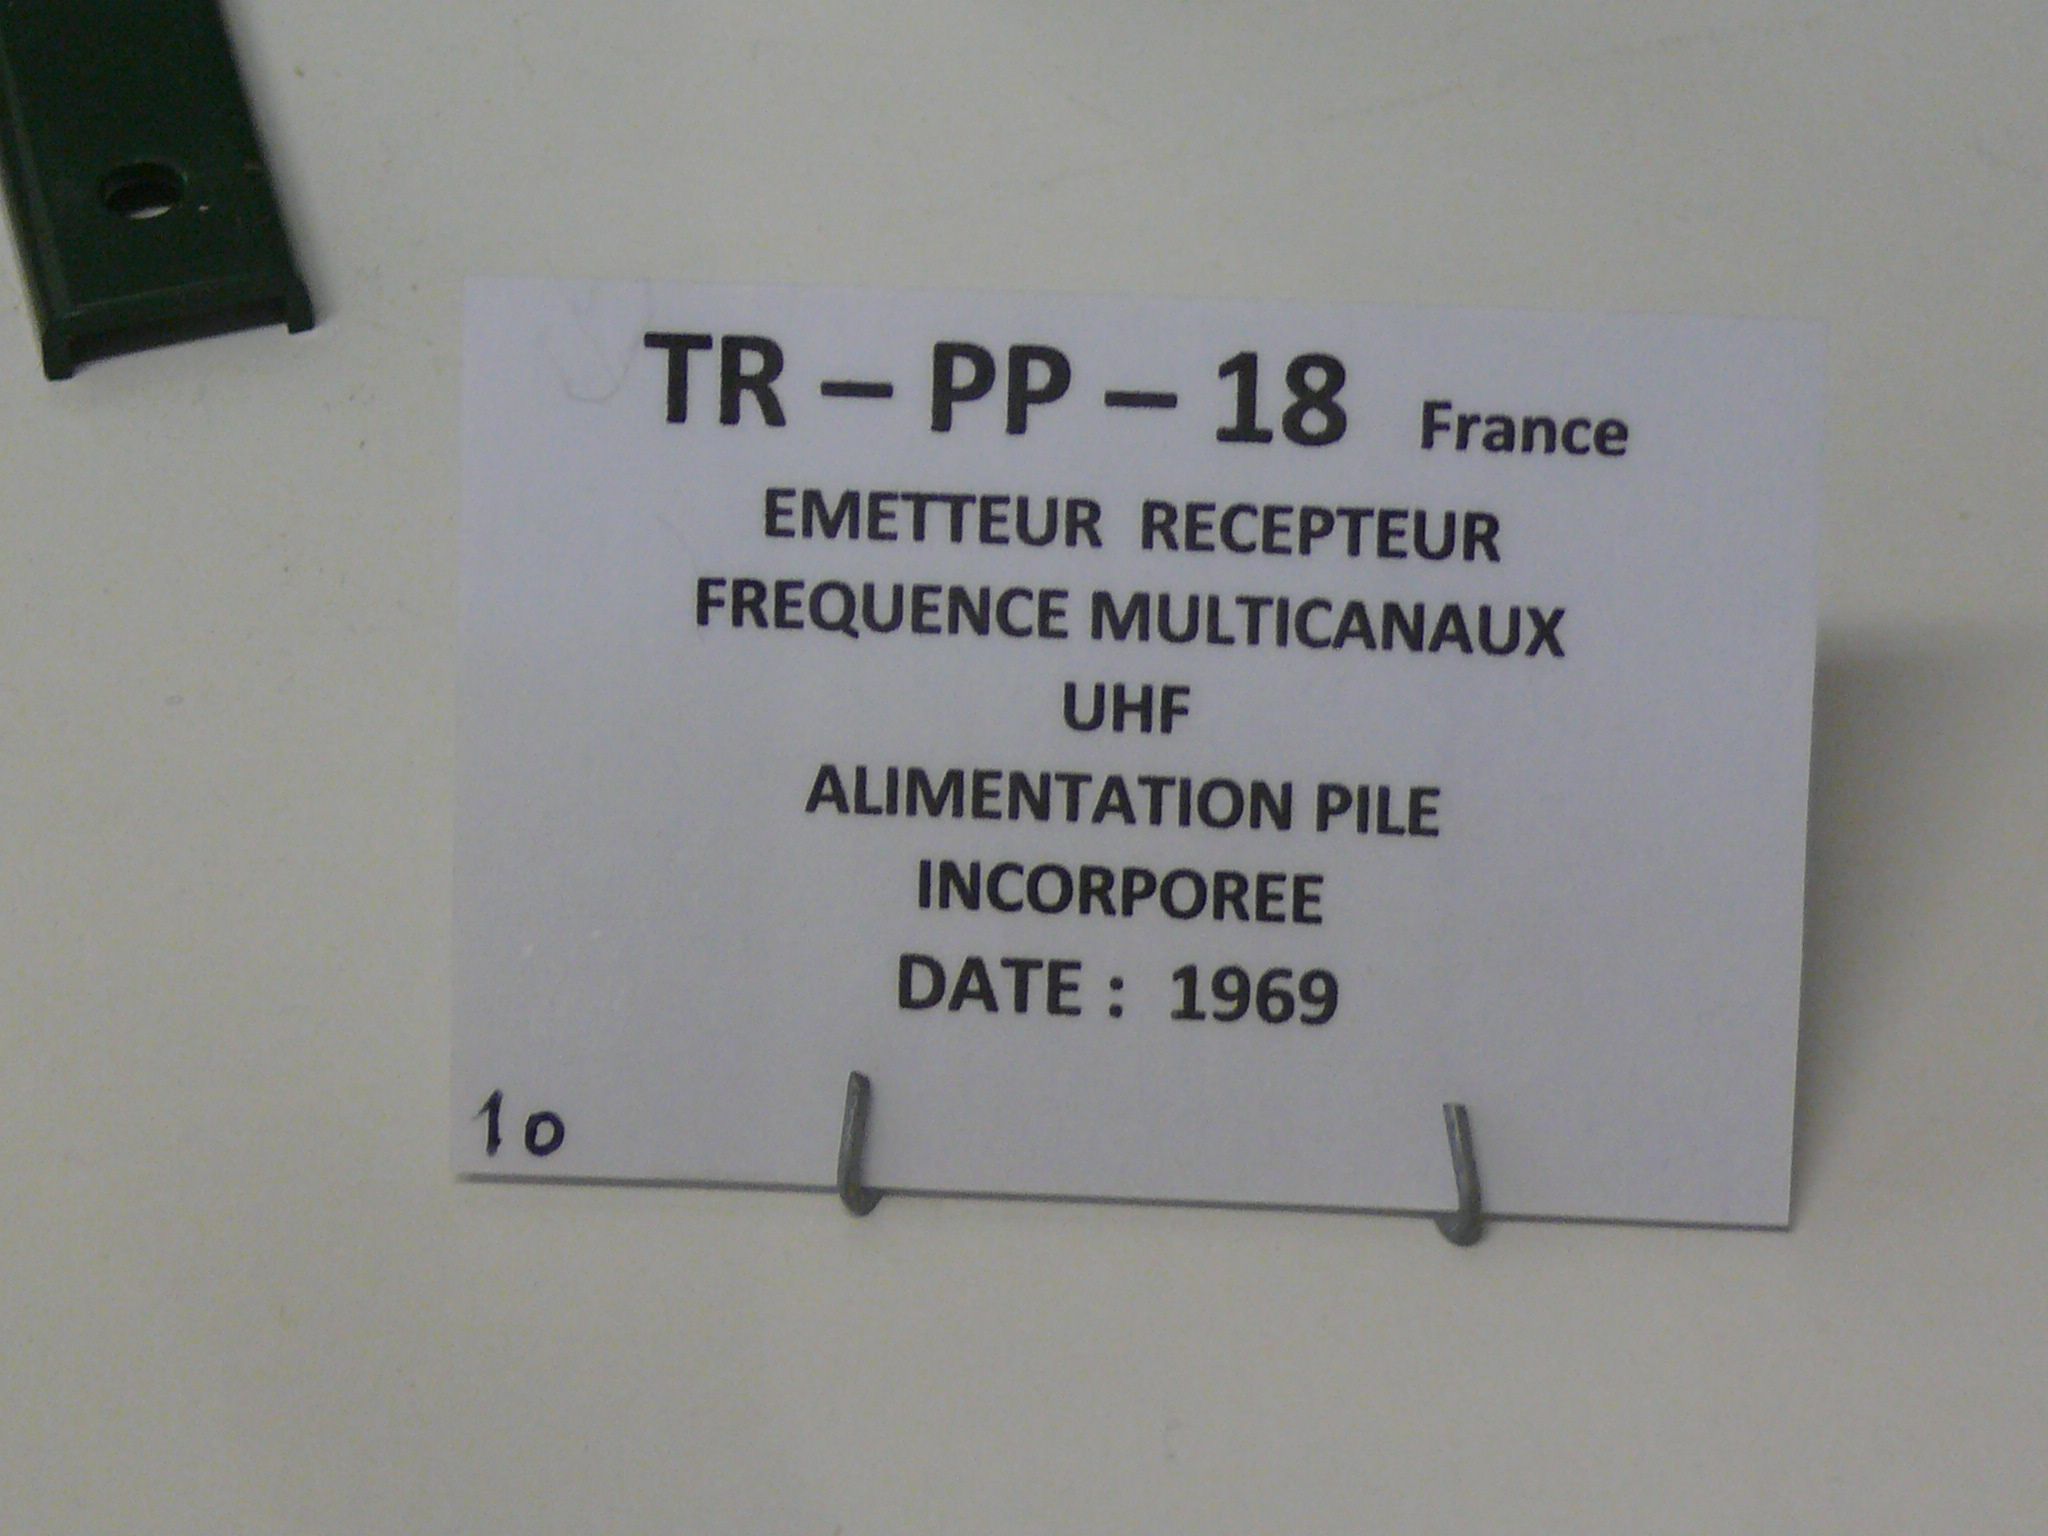 TR – PP – 18 France
EMETTEUR RECEPTEUR
FREQUENCE MULTICANAUX
UHF
ALIMENTATION PILE
INCORPOREE
DATE : 1969
10